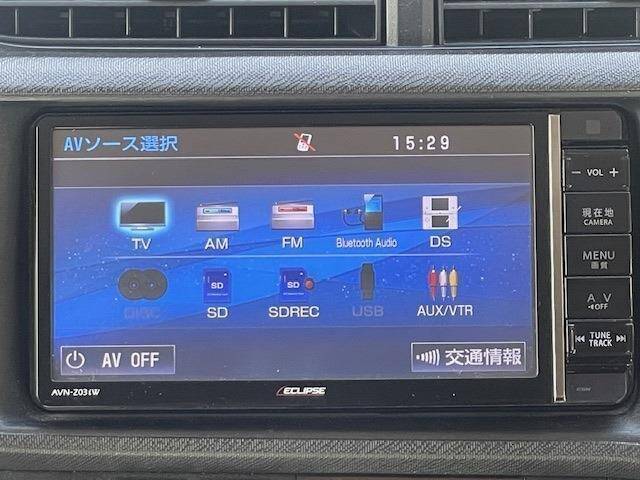 AVソース選択 15:29
TV AM FM Bluetooth Audio DS
DISC SD SDREC USB AUX/VTR
SD SD
AV OFF 交通情報
AVN-Z03iW ECLIPSE
− VOL +
現在地
CAMERA
MENU
画質
A V
OFF
TUNE
TRACK